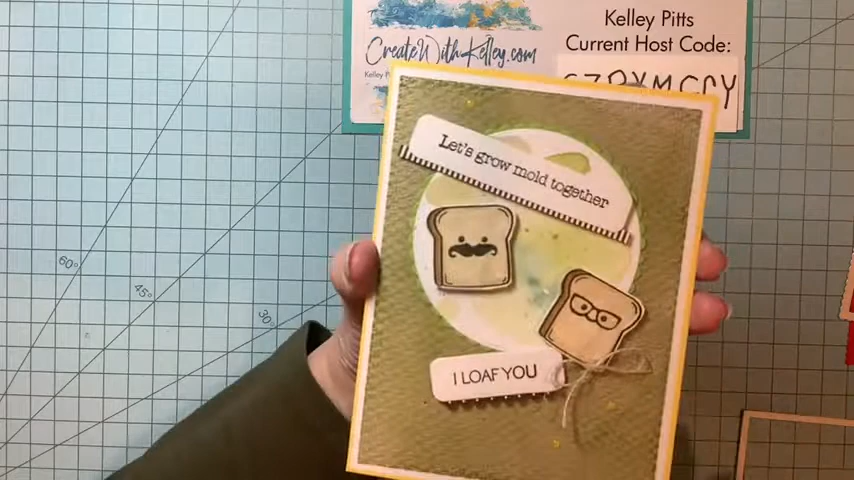 Kelley Pitts
CreateWithKelley.com
Current Host Code:
Let's grow mold together
I LOAF YOU
60°
45°
30°